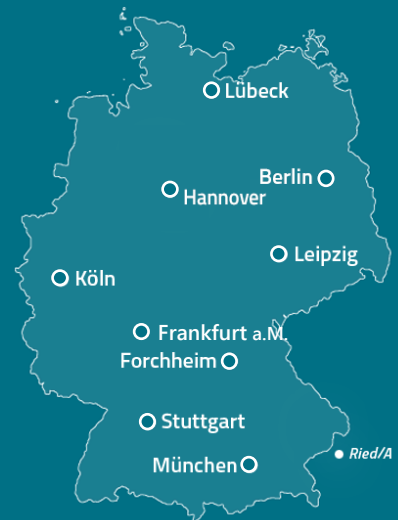 Lübeck
Berlin
Hannover
Leipzig
Köln
Frankfurt a.M.
Forchheim
Stuttgart
Ried/A
München